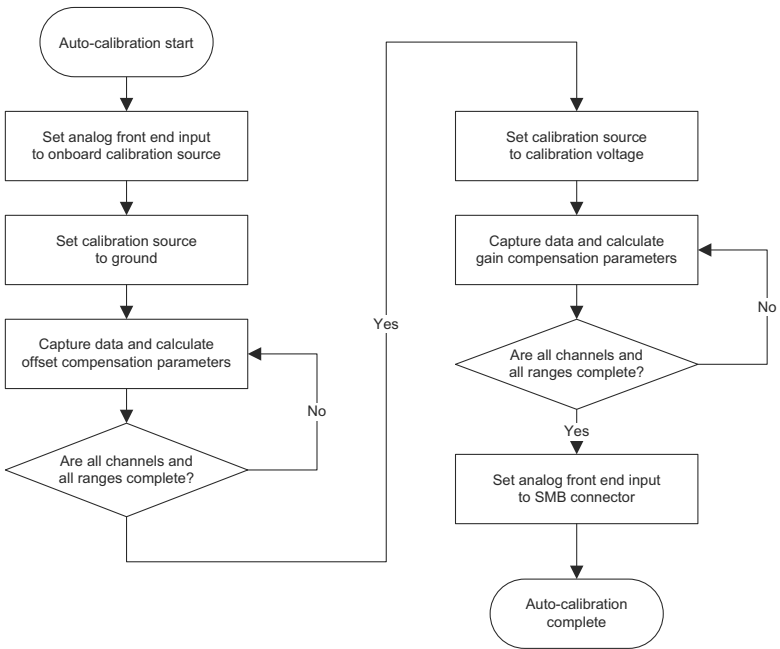 Auto-calibration start
Set analog front end input
to onboard calibration source
Set calibration source
to ground
Capture data and calculate
offset compensation parameters
No
Are all channels and
all ranges complete?
Yes
Set calibration source
to calibration voltage
Capture data and calculate
gain compensation parameters
No
Are all channels and
all ranges complete?
Yes
Set analog front end input
to SMB connector
Auto-calibration
complete